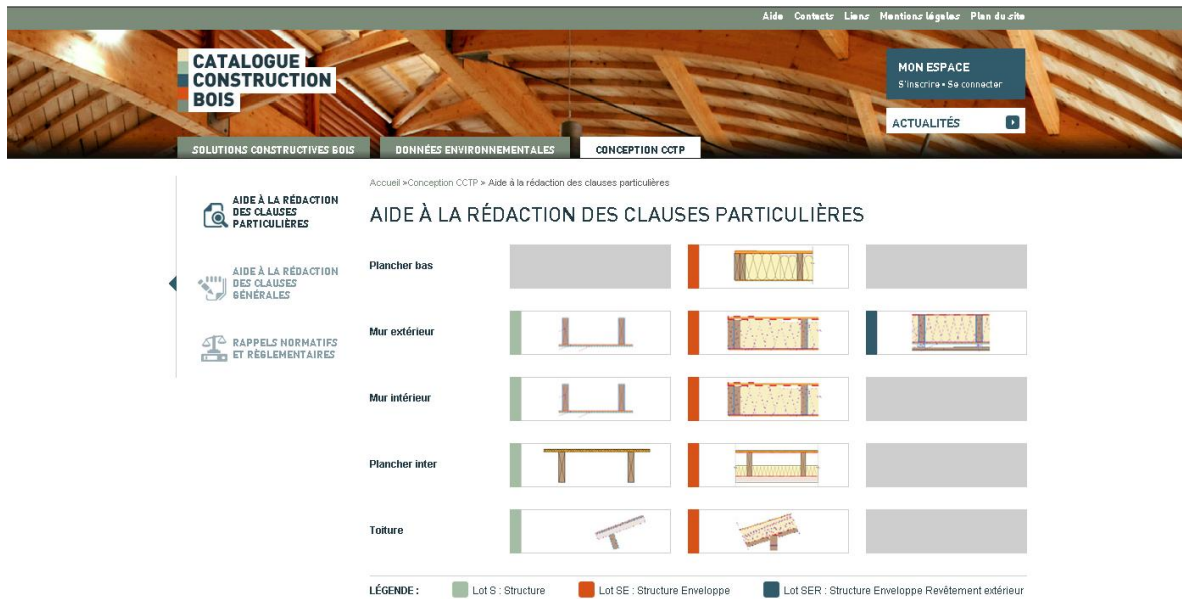 Aide Contacts Liens Mentions légales Plan du site
CATALOGUE
CONSTRUCTION
BOIS
MON ESPACE
S'inscrire • Se connecter
ACTUALITÉS
SOLUTIONS CONSTRUCTIVES BOIS
DONNÉES ENVIRONNEMENTALES
CONCEPTION CCTP
AIDE À LA RÉDACTION
DES CLAUSES
PARTICULIÈRES
AIDE À LA RÉDACTION
DES CLAUSES
GÉNÉRALES
RAPPELS NORMATIFS
ET RÈGLEMENTAIRES
Accueil >Conception CCTP > Aide à la rédaction des clauses particulières
AIDE À LA RÉDACTION DES CLAUSES PARTICULIÈRES
Plancher bas
Mur extérieur
Mur intérieur
Plancher inter
Toiture
LÉGENDE :
Lot S : Structure
Lot SE : Structure Enveloppe
Lot SER : Structure Enveloppe Revêtement extérieur